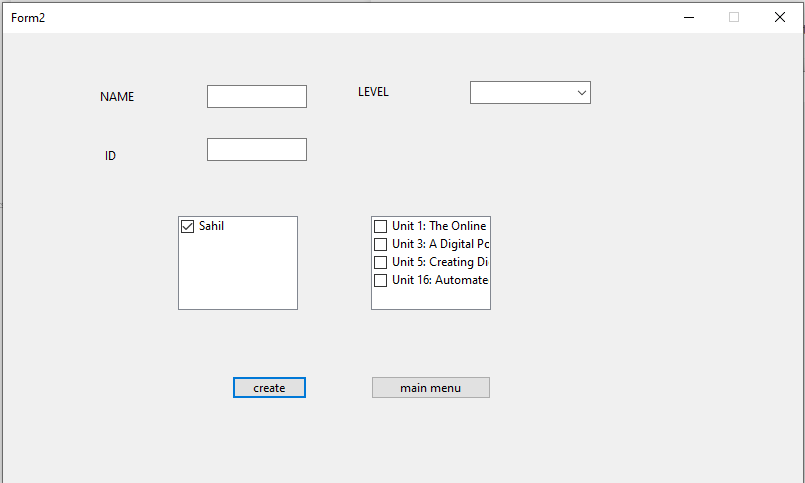 Form2
NAME
LEVEL
ID
Sahil
Unit 1: The Online
Unit 3: A Digital Po
Unit 5: Creating Di
Unit 16: Automate
create
main menu